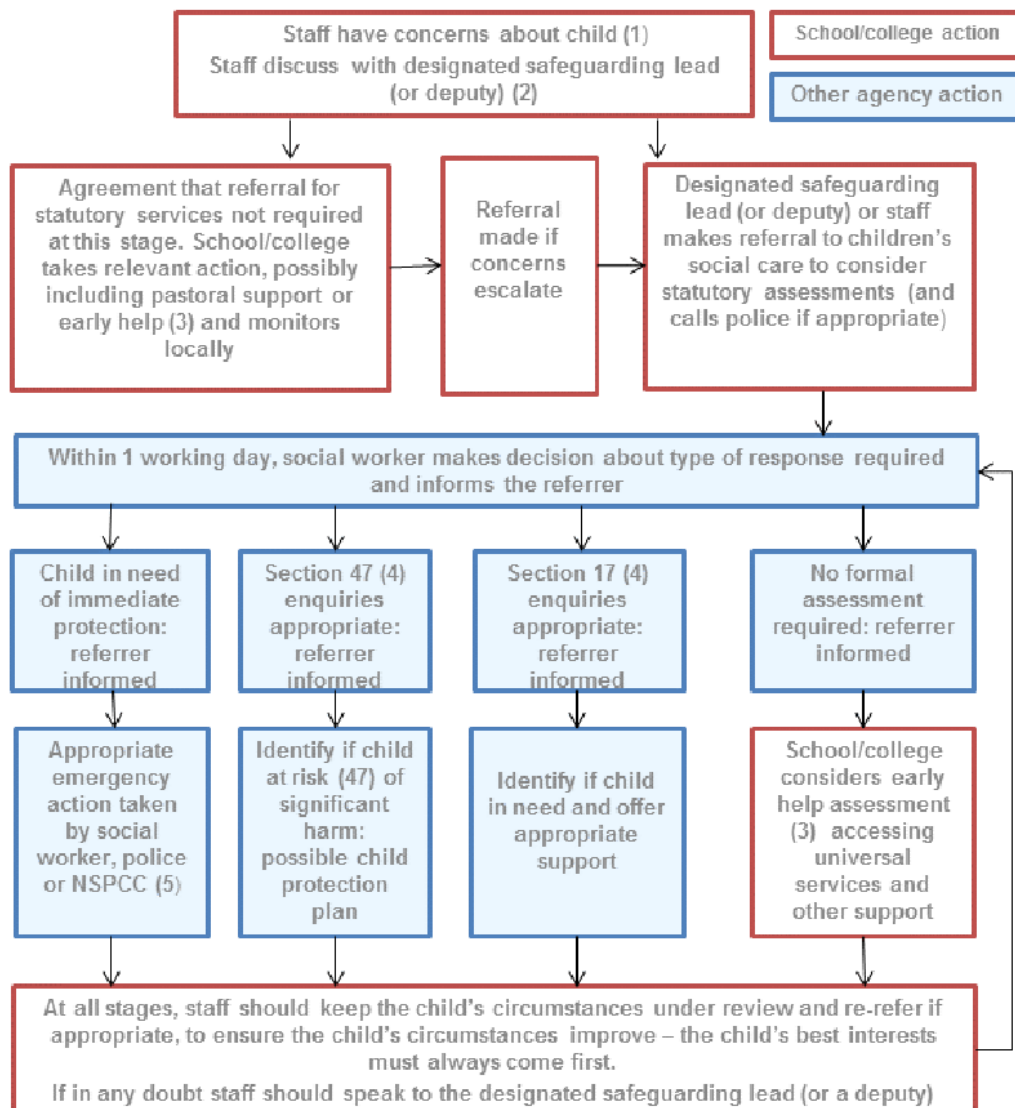 Staff have concerns about child (1)
Staff discuss with designated safeguarding lead
(or deputy) (2)
School/college action
Other agency action
Agreement that referral for
statutory services not required
at this stage. School/college
takes relevant action, possibly
including pastoral support or
early help (3) and monitors
locally
Referral
made if
concerns
escalate
Designated safeguarding
lead (or deputy) or staff
makes referral to children’s
social care to consider
statutory assessments (and
calls police if appropriate)
Within 1 working day, social worker makes decision about type of response required
and informs the referrer
Child in need
of immediate
protection:
referrer
informed
Section 47 (4)
enquiries
appropriate:
referrer
informed
Section 17 (4)
enquiries
appropriate:
referrer
informed
No formal
assessment
required: referrer
informed
Appropriate
emergency
action taken
by social
worker, police
or NSPCC (5)
Identify if child
at risk (47) of
significant
harm:
possible child
protection
plan
Identify if child
in need and offer
appropriate
support
School/college
considers early
help assessment
(3) accessing
universal
services and
other support
At all stages, staff should keep the child’s circumstances under review and re-refer if
appropriate, to ensure the child’s circumstances improve – the child’s best interests
must always come first.
If in any doubt staff should speak to the designated safeguarding lead (or a deputy)